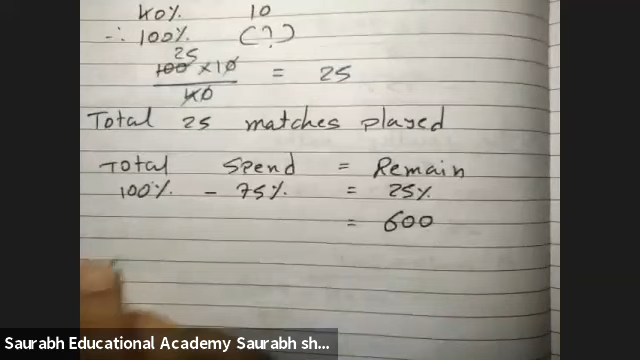 40% 10
∴ 100% (?)
25
100 × 10 = 25
40
Total 25 matches played
Total Spend = Remain
100% - 75% = 25%
= 600
Saurabh Educational Academy Saurabh sh...